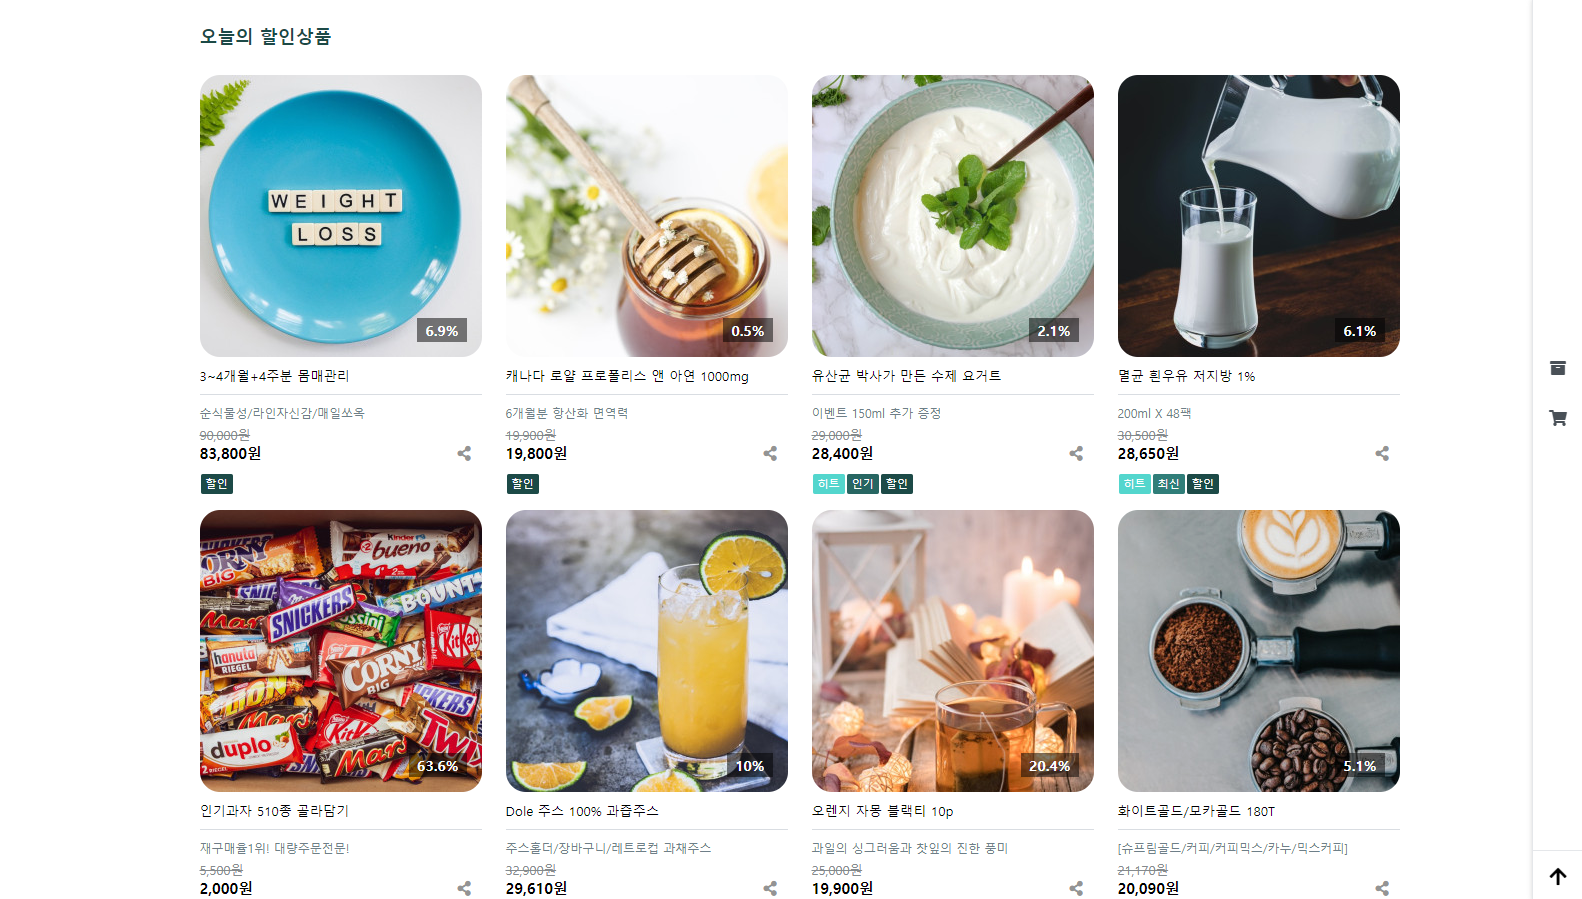 오늘의 할인상품
WEIGHT
LOSS
6.9%
0.5%
2.1%
6.1%
3~4개월+4주분 몸매관리
캐나다 로얄 프로폴리스 앤 아연 1000mg
유산균 박사가 만든 수제 요거트
멸균 흰우유 저지방 1%
순식물성/라인자신감/매일쏘옥
6개월분 항산화 면역력
이벤트 150ml 추가 증정
200ml X 48팩
90,000원
19,900원
29,000원
30,500원
83,800원
19,800원
28,400원
28,650원
할인
할인
히트 인기 할인
히트 최신 할인
CORNY
BIG
Kinder
bueno
SNICKERS
BOUNT
KitKat
hanuta
RIEGEL
CORNY
BIG
SNICKERS
duplo
Mars
Twix
63.6%
10%
20.4%
5.1%
인기과자 510종 골라담기
Dole 주스 100% 과즙주스
오렌지 자몽 블랙티 10p
화이트골드/모카골드 180T
재구매율1위! 대량주문전문!
주스홀더/장바구니/레트로컵 과채주스
과일의 싱그러움과 찻잎의 진한 풍미
[슈프림골드/커피/커피믹스/카누/믹스커피]
5,500원
32,900원
25,000원
21,170원
2,000원
29,610원
19,900원
20,090원